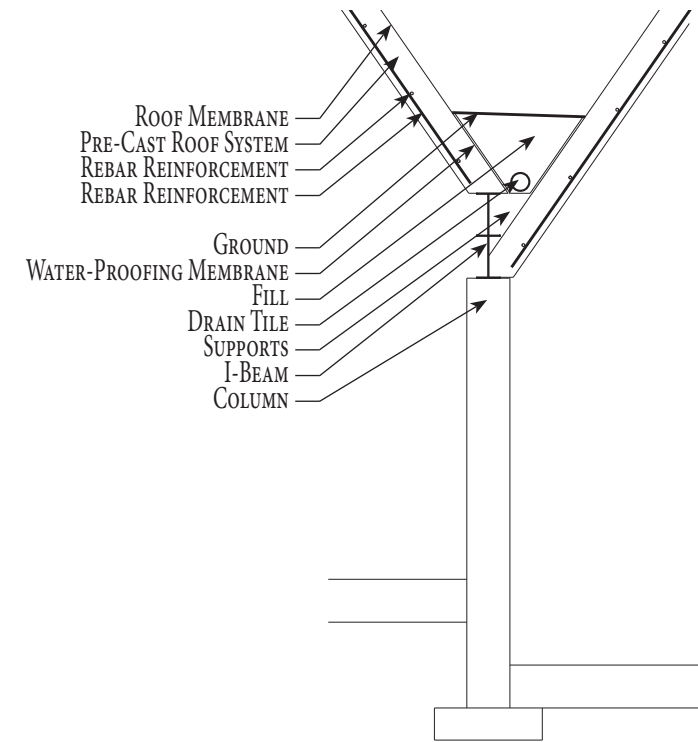 Roof Membrane
Pre-Cast Roof System
Rebar Reinforcement
Rebar Reinforcement
Ground
Water-Proofing Membrane
Fill
Drain Tile
Supports
I-Beam
Column